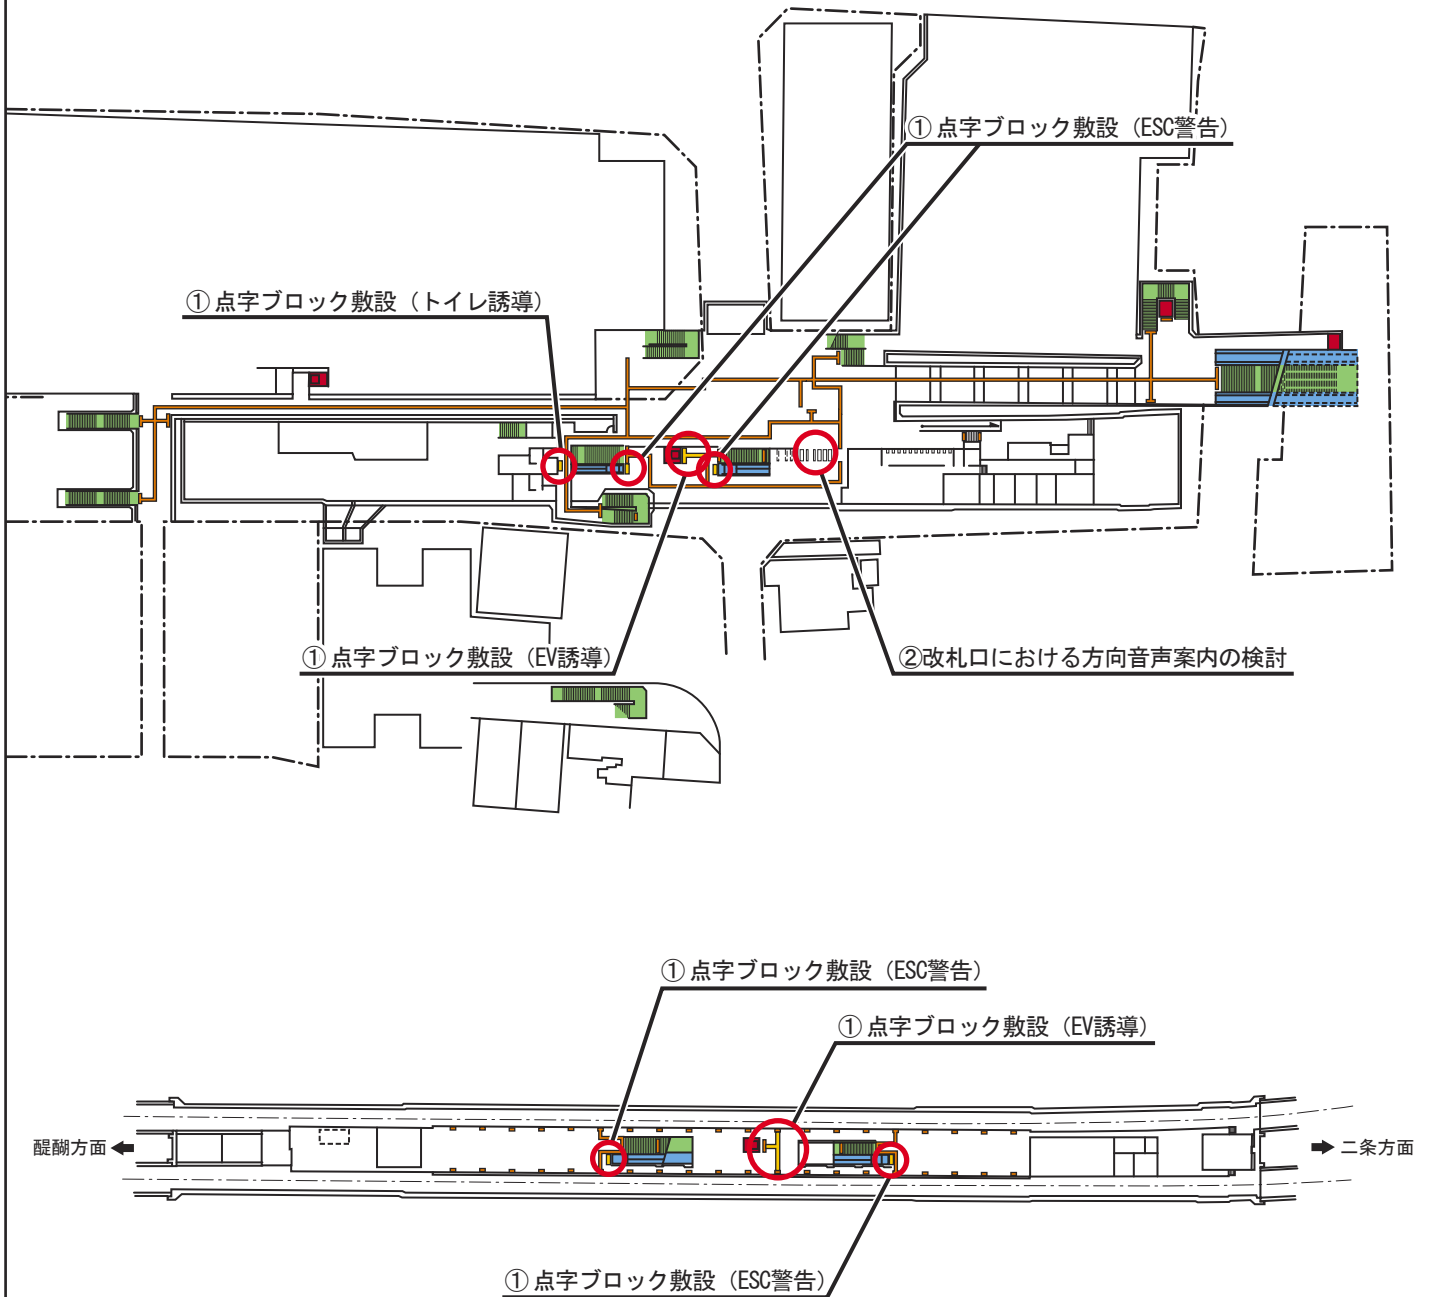 ① 点字ブロック敷設（ESC警告）
① 点字ブロック敷設（トイレ誘導）
① 点字ブロック敷設（EV誘導）
②改札口における方向音声案内の検討
① 点字ブロック敷設（ESC警告）
① 点字ブロック敷設（EV誘導）
醍醐方面
二条方面
① 点字ブロック敷設（ESC警告）